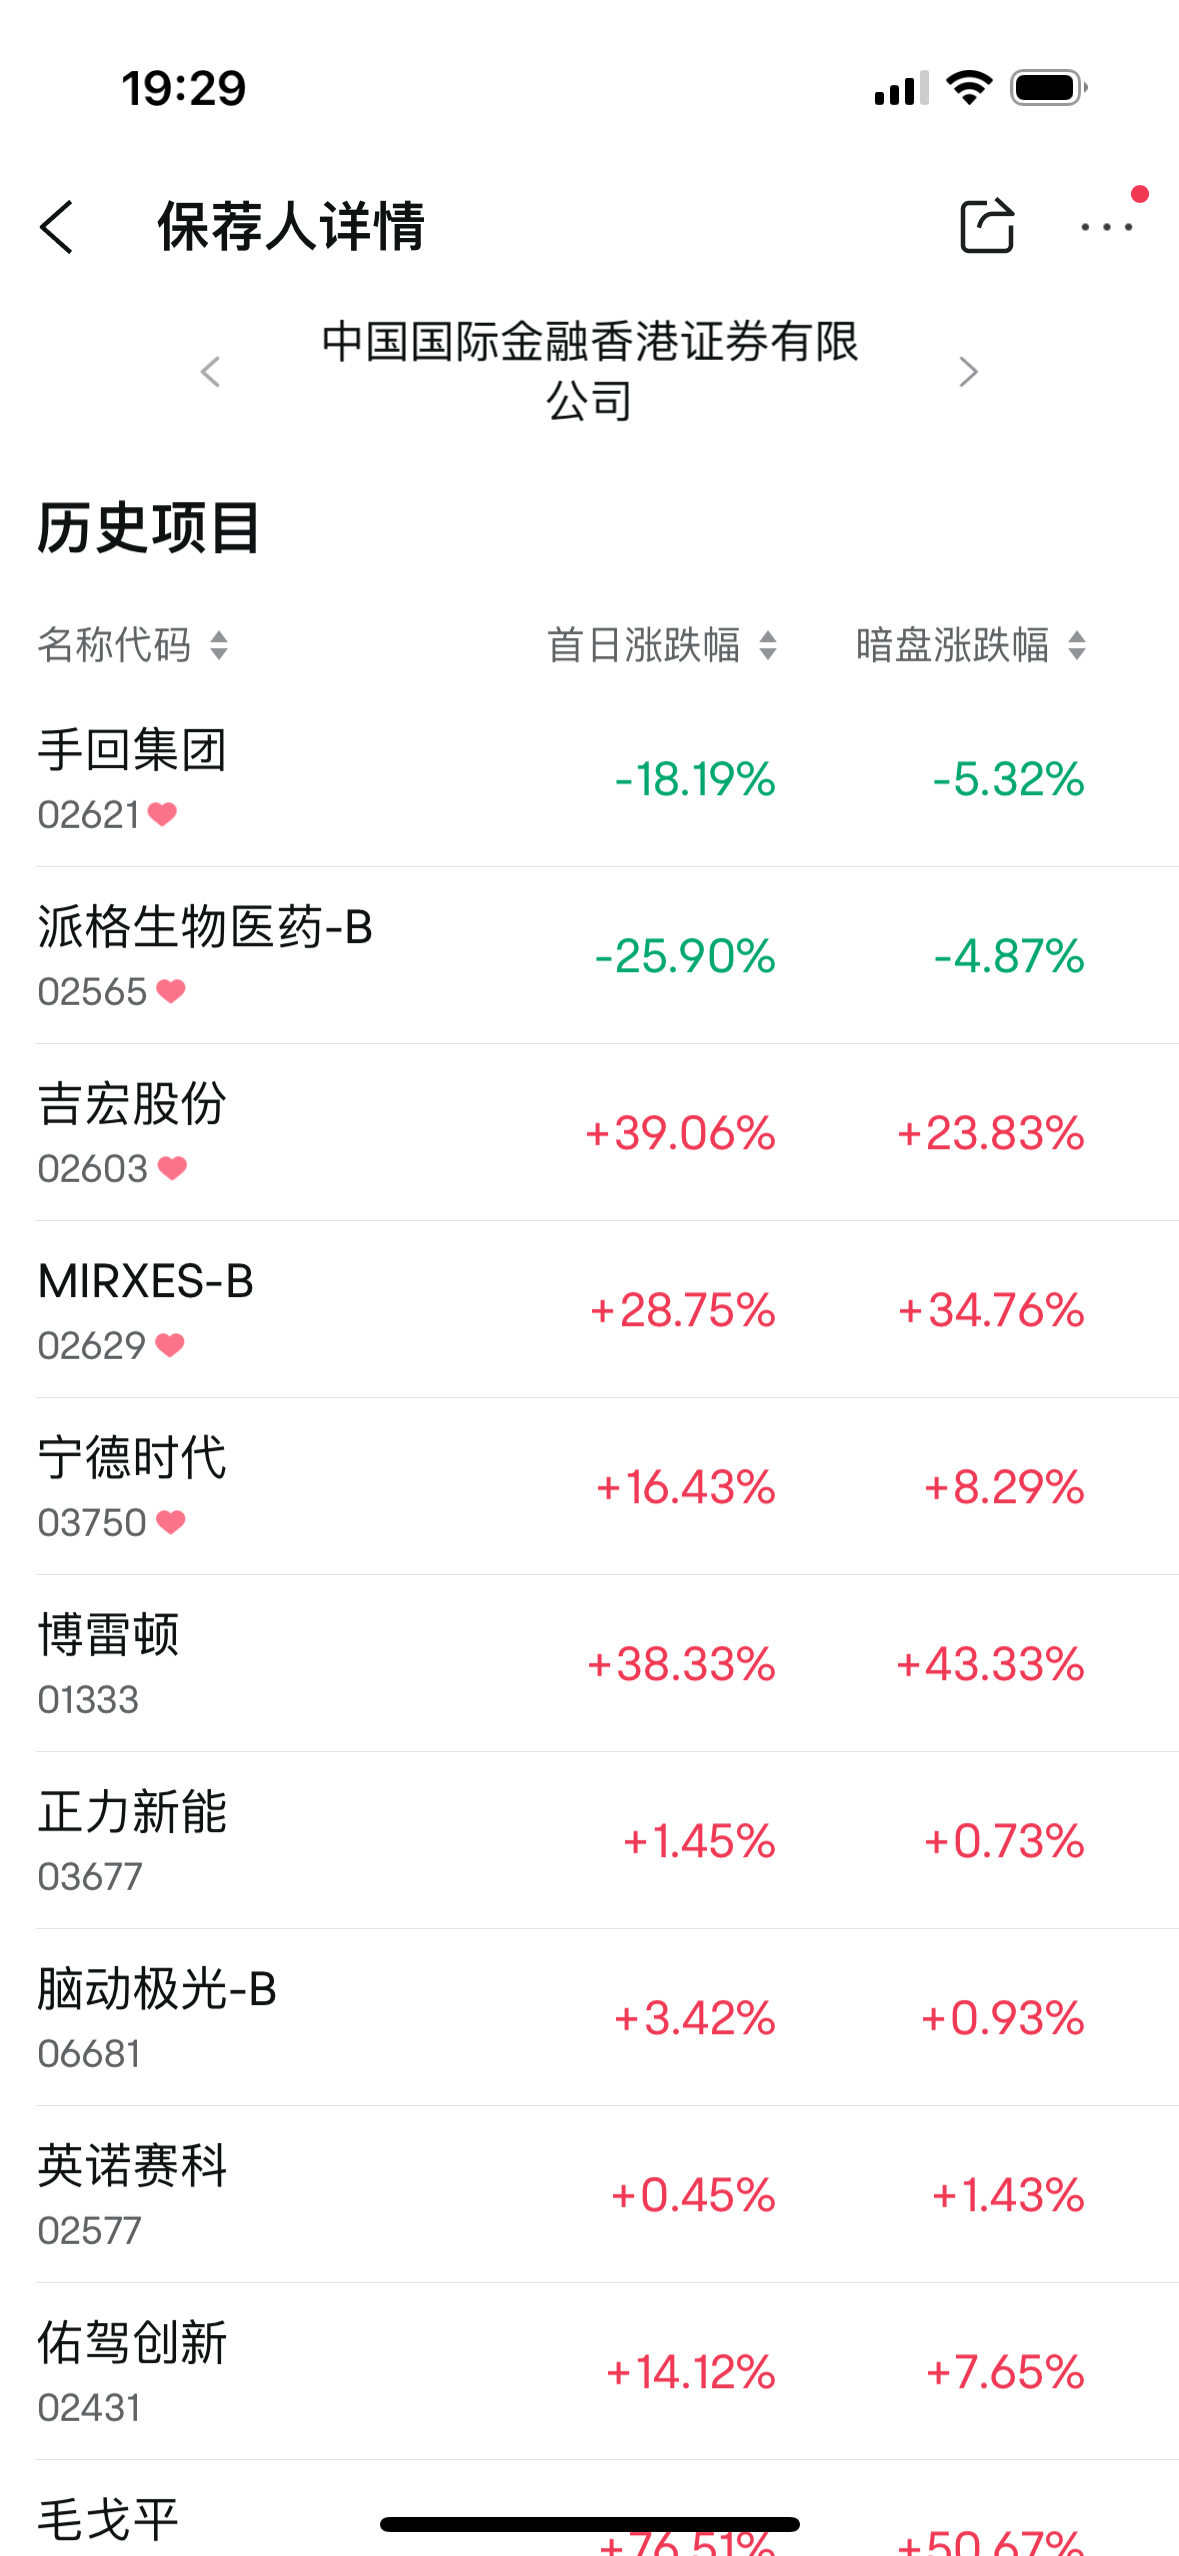 19:29
保荐人详情
中国国际金融香港证券有限
公司
历史项目
名称代码 首日涨跌幅 暗盘涨跌幅
手回集团
02621
-18.19% -5.32%
派格生物医药-B
02565
-25.90% -4.87%
吉宏股份
02603
+39.06% +23.83%
MIRXES-B
02629
+28.75% +34.76%
宁德时代
03750
+16.43% +8.29%
博雷顿
01333
+38.33% +43.33%
正力新能
03677
+1.45% +0.73%
脑动极光-B
06681
+3.42% +0.93%
英诺赛科
02577
+0.45% +1.43%
佑驾创新
02431
+14.12% +7.65%
毛戈平
+76.51% +50.67%